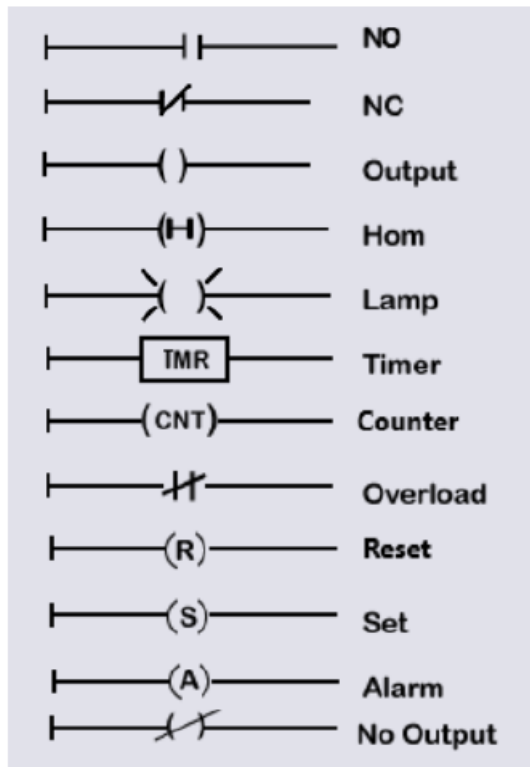 NO
NC
( ) Output
(H) Hom
( ) Lamp
TMR Timer
(CNT) Counter
Overload
(R) Reset
(S) Set
(A) Alarm
( ) No Output